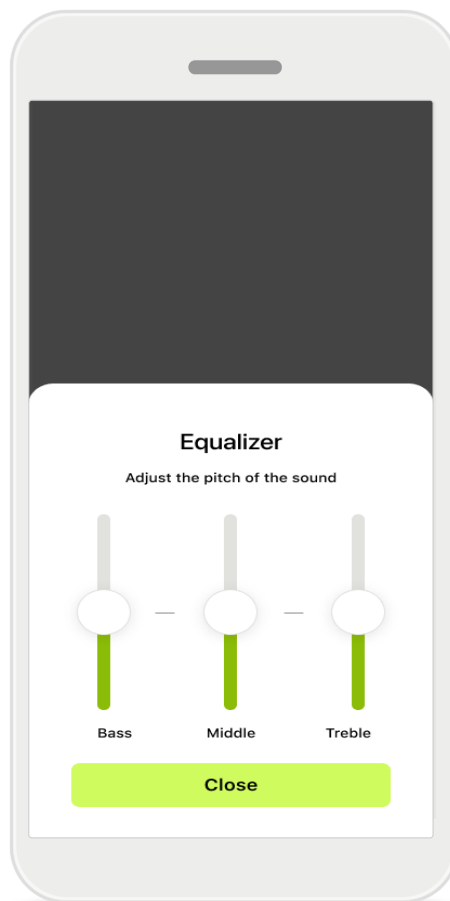 Equalizer
Adjust the pitch of the sound
Bass Middle Treble
Close